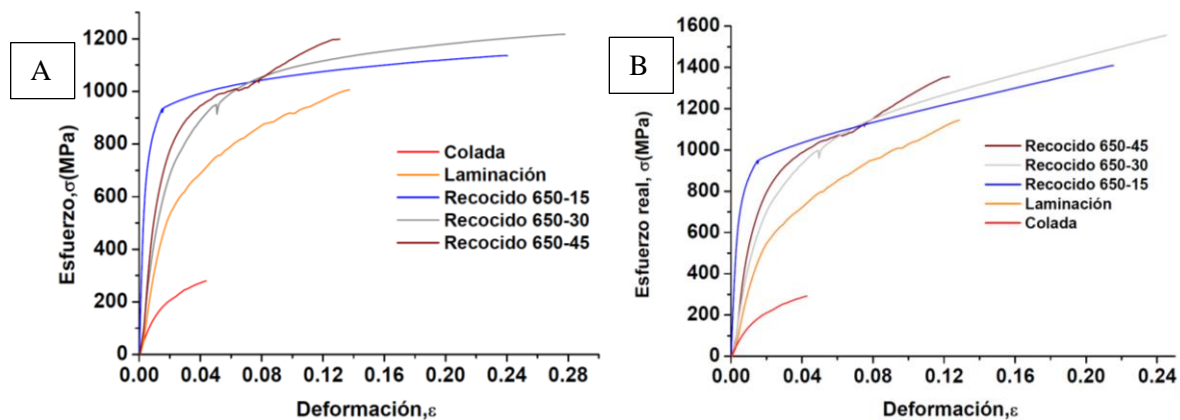 A
Esfuerzo,σ(MPa)
1200
1000
800
600
400
200
0
0.00 0.04 0.08 0.12 0.16 0.20 0.24 0.28
Deformación,ε
Colada
Laminación
Recocido 650-15
Recocido 650-30
Recocido 650-45
B
Esfuerzo real, σ(MPa)
1600
1400
1200
1000
800
600
400
200
0
0.00 0.04 0.08 0.12 0.16 0.20 0.24
Deformación,ε
Recocido 650-45
Recocido 650-30
Recocido 650-15
Laminación
Colada